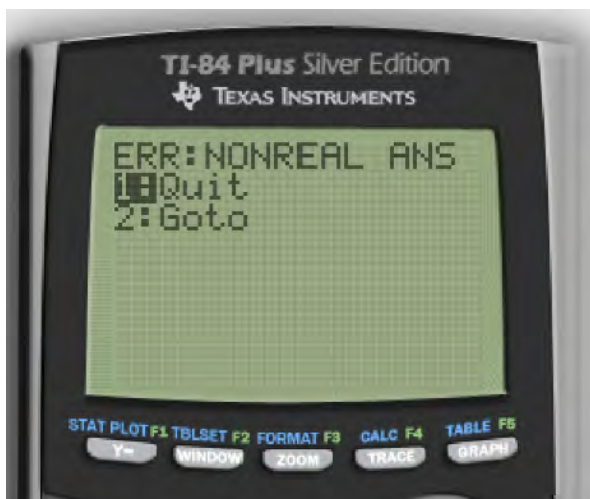 TI-84 Plus Silver Edition
TEXAS INSTRUMENTS
ERR:NONREAL ANS
1:Quit
2:Goto
STAT PLOT F1 TBLSET F2 FORMAT F3 CALC F4 TABLE F5
Y= WINDOW ZOOM TRACE GRAPH